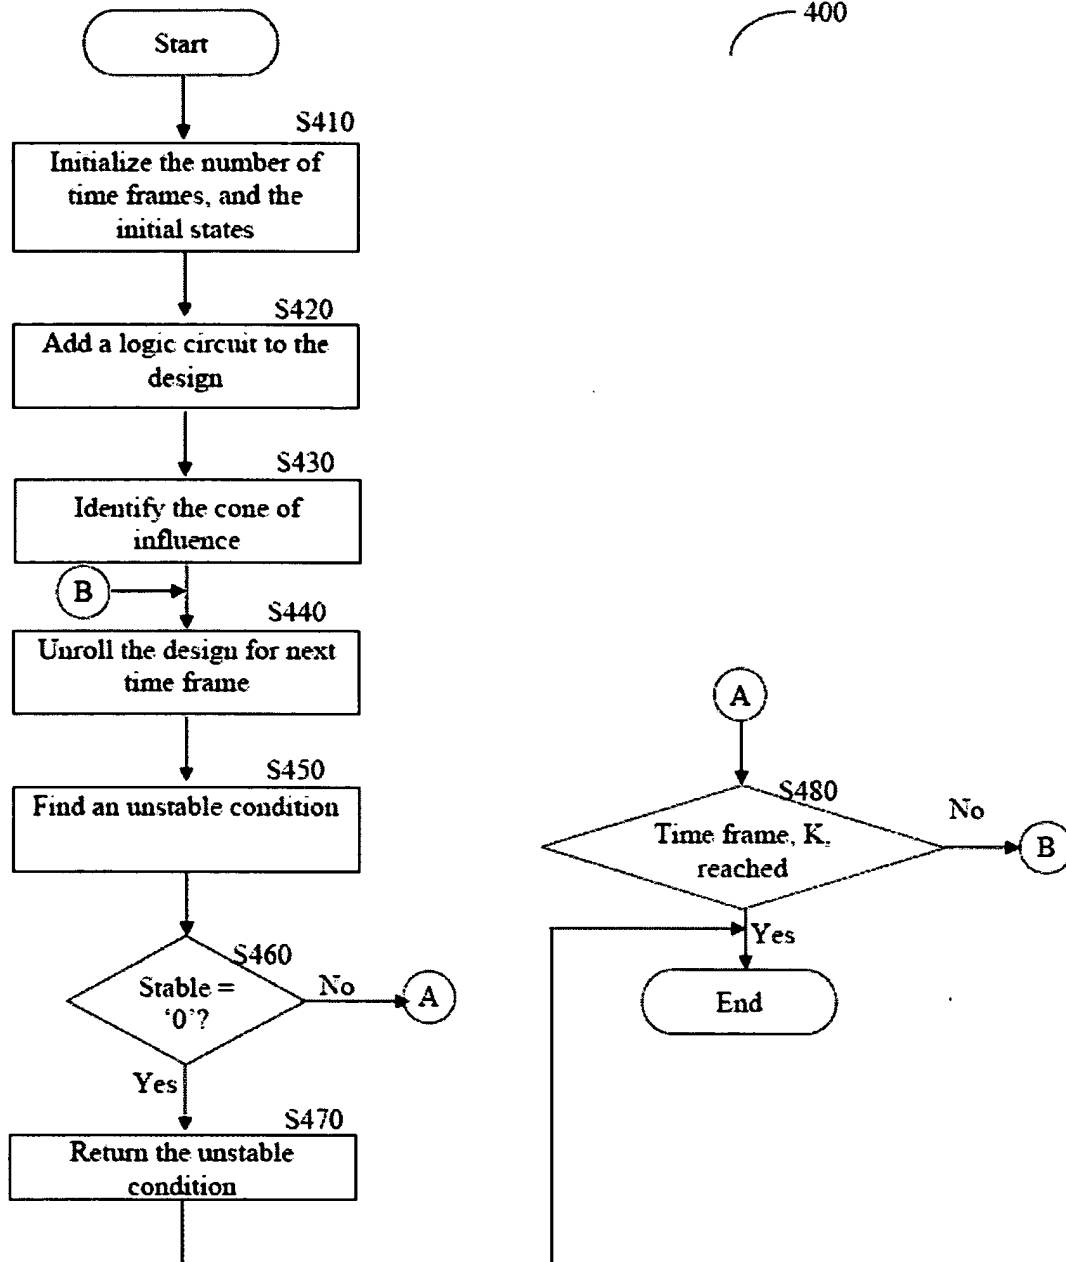 400
Start
S410
Initialize the number of
time frames, and the
initial states
S420
Add a logic circuit to the
design
S430
Identify the cone of
influence
B
S440
Unroll the design for next
time frame
S450
Find an unstable condition
S460
Stable =
‘0’?
No
A
Yes
S470
Return the unstable
condition
A
S480
Time frame, K,
reached
No
B
Yes
End